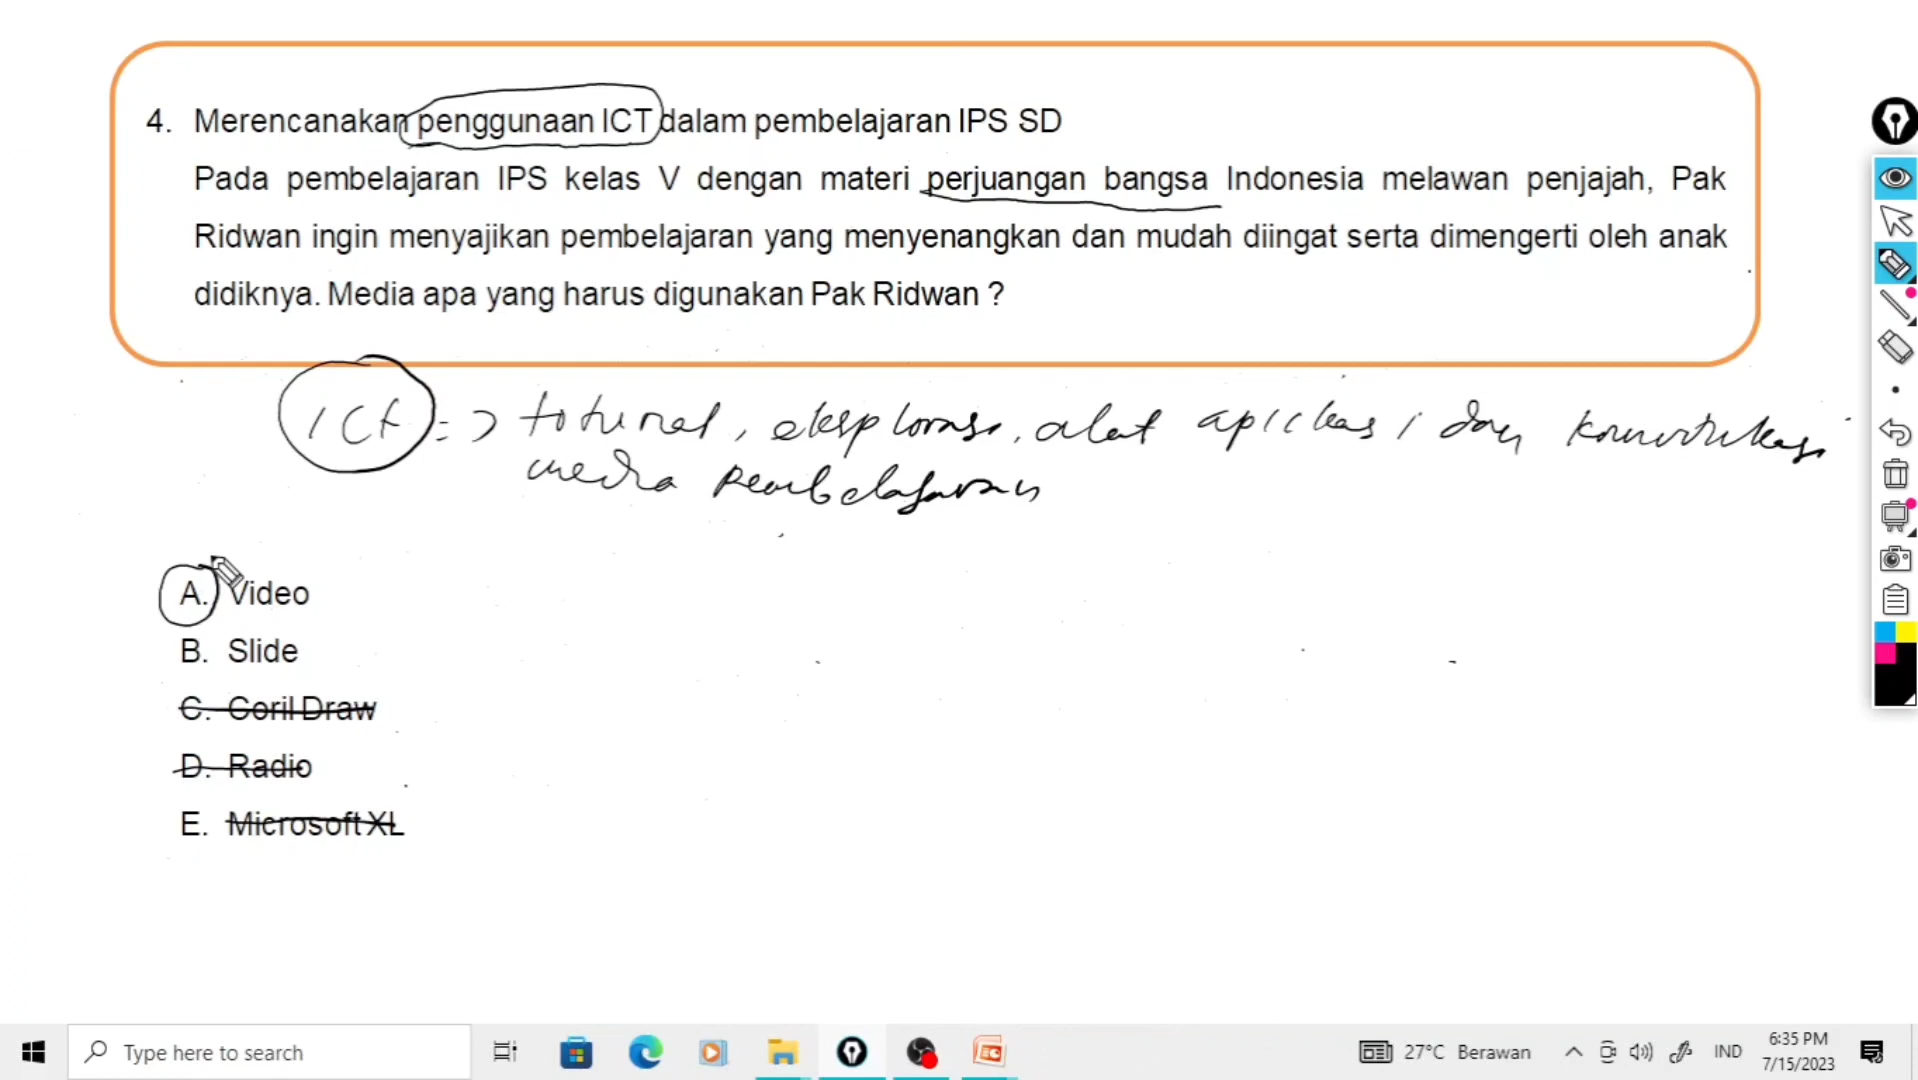 4. Merencanakan penggunaan ICT dalam pembelajaran IPS SD
Pada pembelajaran IPS kelas V dengan materi perjuangan bangsa Indonesia melawan penjajah, Pak
Ridwan ingin menyajikan pembelajaran yang menyenangkan dan mudah diingat serta dimengerti oleh anak
didiknya. Media apa yang harus digunakan Pak Ridwan ?
ICT => eksplorasi, alat aplikasi dan komunikasi
media pembelajaran
A. Video
B. Slide
C. Coril Draw
D. Radio
E. Microsoft XL
Type here to search
27°C Berawan
IND
6:35 PM
7/15/2023